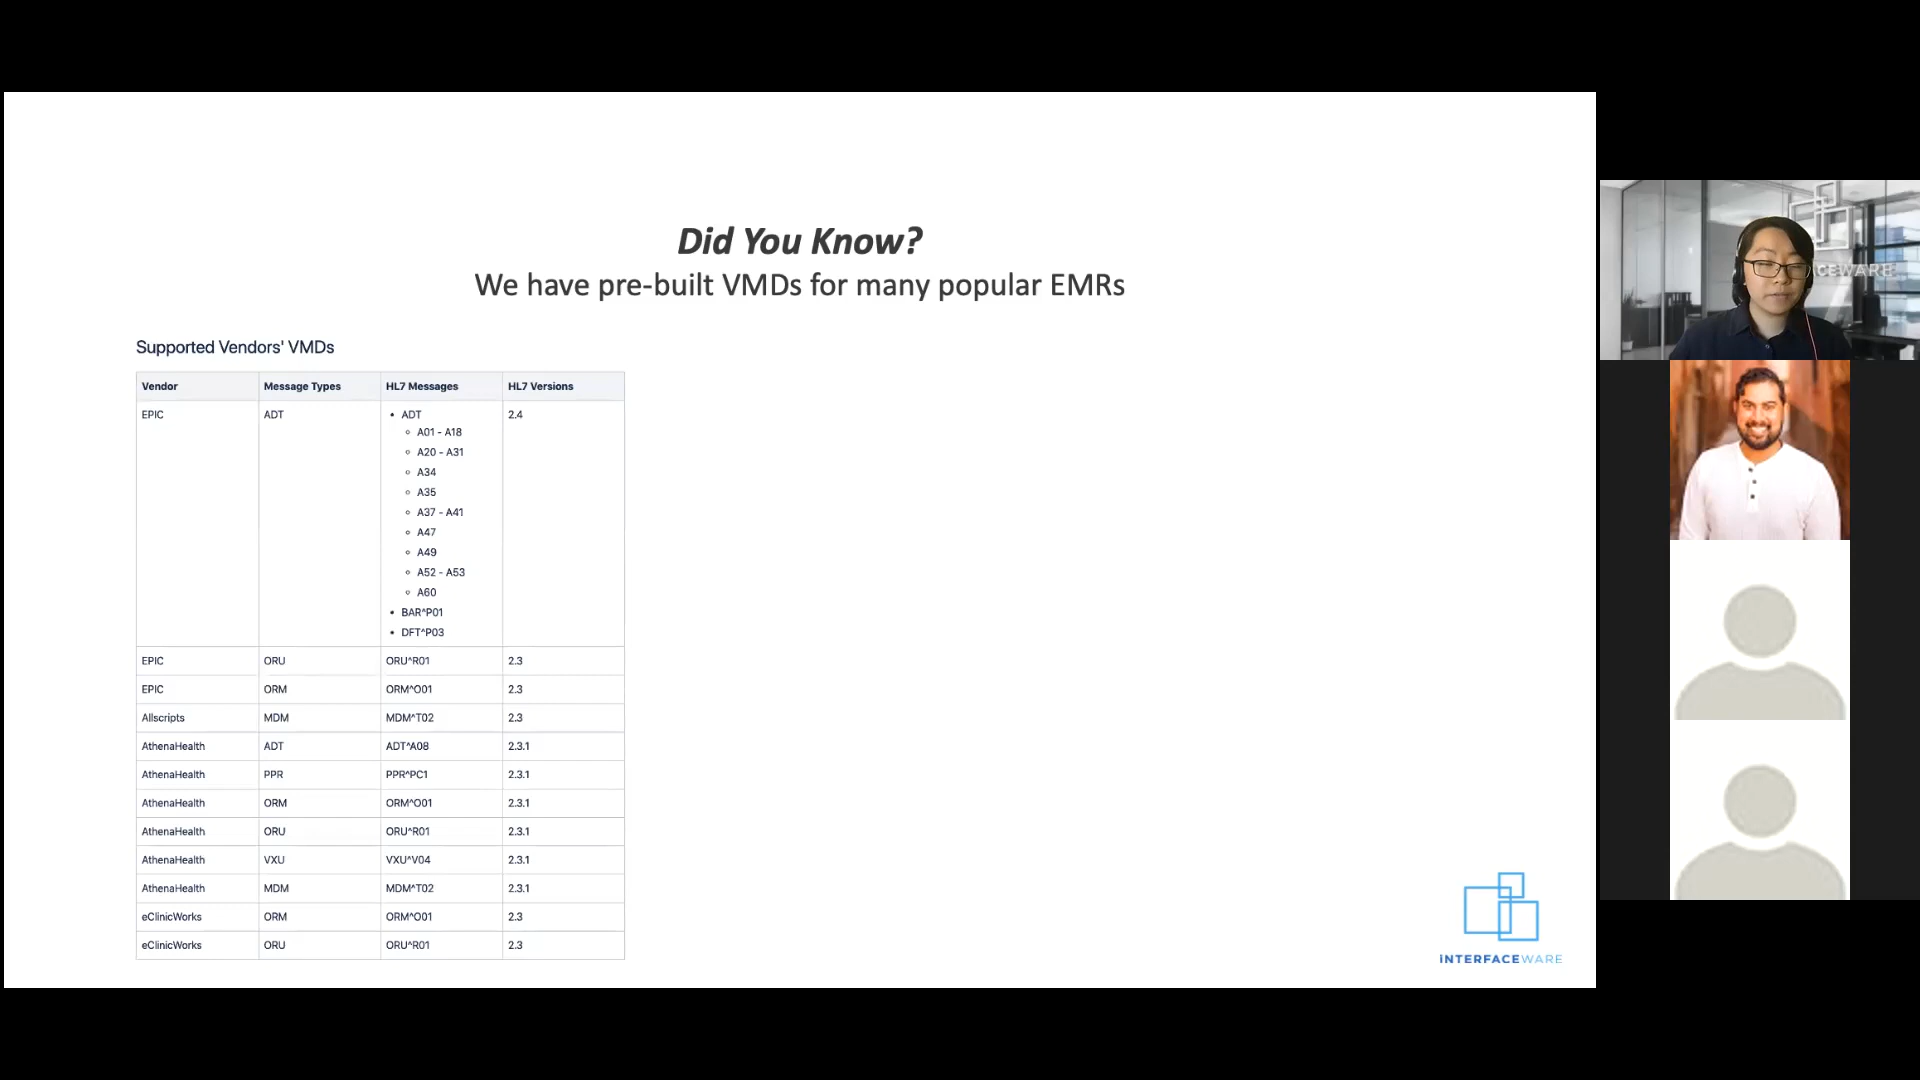 Did You Know?
We have pre-built VMDs for many popular EMRs
Supported Vendors' VMDs
Vendor Message Types HL7 Messages HL7 Versions
EPIC ADT • ADT 2.4
◦ A01 - A18
◦ A20 - A31
◦ A34
◦ A35
◦ A37 - A41
◦ A47
◦ A49
◦ A52 - A53
◦ A60
• BAR^P01
• DFT^P03
EPIC ORU ORU^R01 2.3
EPIC ORM ORM^O01 2.3
Allscripts MDM MDM^T02 2.3
AthenaHealth ADT ADT^A08 2.3.1
AthenaHealth PPR PPR^PC1 2.3.1
AthenaHealth ORM ORM^O01 2.3.1
AthenaHealth ORU ORU^R01 2.3.1
AthenaHealth VXU VXU^V04 2.3.1
AthenaHealth MDM MDM^T02 2.3.1
eClinicWorks ORM ORM^O01 2.3
eClinicWorks ORU ORU^R01 2.3
iNTERFACEWARE
CEWARE